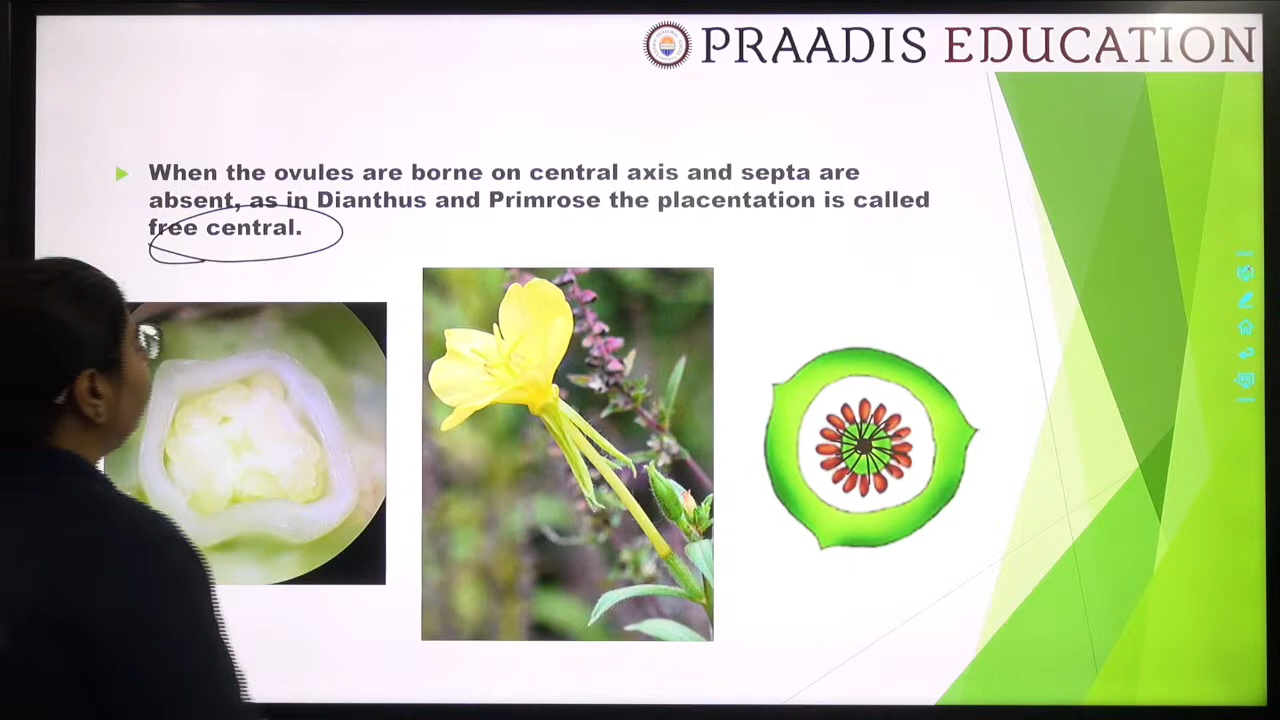 PRAADIS EDUCATION
When the ovules are borne on central axis and septa are
absent, as in Dianthus and Primrose the placentation is called
free central.